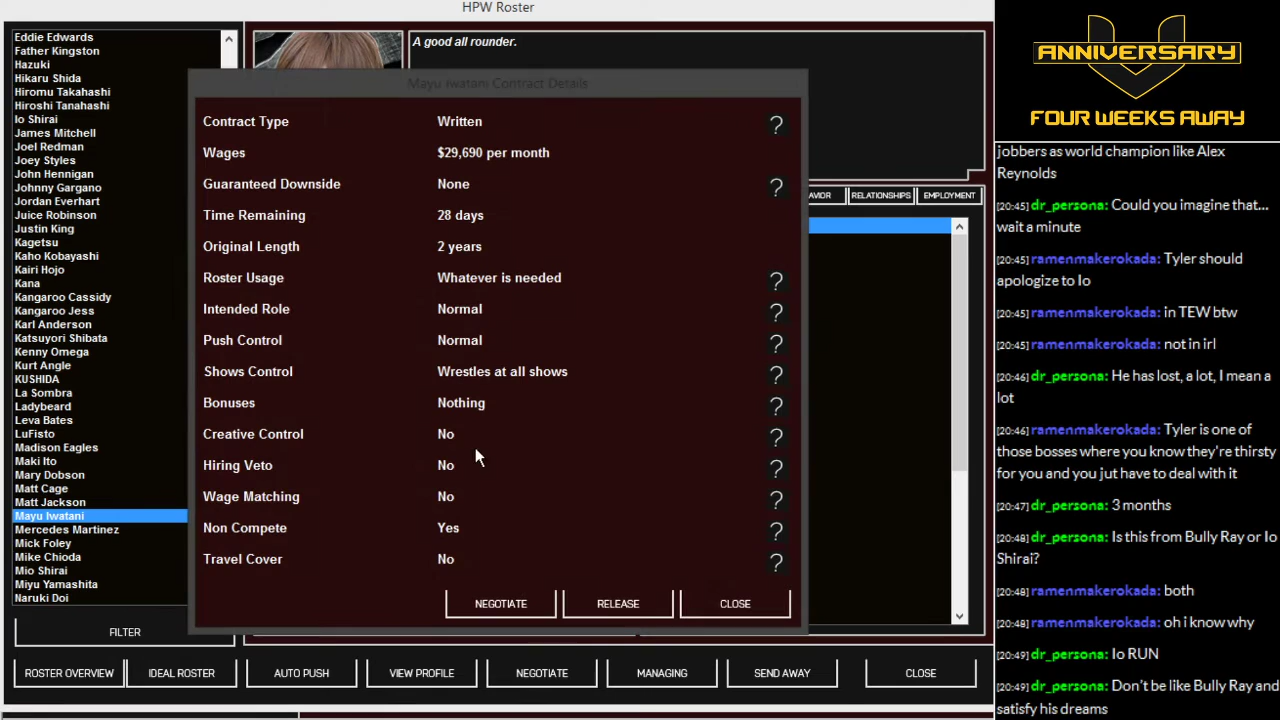 HPW Roster
Eddie Edwards
Father Kingston
Hazuki
Hikaru Shida
Hiromu Takahashi
Hiroshi Tanahashi
Io Shirai
James Mitchell
Joel Redman
Joey Styles
John Hennigan
Johnny Gargano
Jordan Everhart
Juice Robinson
Justin King
Kagetsu
Kaho Kobayashi
Kairi Hojo
Kana
Kangaroo Cassidy
Kangaroo Jess
Karl Anderson
Katsuyori Shibata
Kenny Omega
Kurt Angle
KUSHIDA
La Sombra
Ladybeard
Leva Bates
LuFisto
Madison Eagles
Maki Ito
Mary Dobson
Matt Cage
Matt Jackson
Mayu Iwatani
Mercedes Martinez
Mick Foley
Mike Chioda
Mio Shirai
Miyu Yamashita
Naruki Doi
FILTER
A good all rounder.
Mayu Iwatani Contract Details
Contract Type Written ?
Wages $29,690 per month
Guaranteed Downside None ?
Time Remaining 28 days
Original Length 2 years
Roster Usage Whatever is needed ?
Intended Role Normal ?
Push Control Normal ?
Shows Control Wrestles at all shows ?
Bonuses Nothing ?
Creative Control No ?
Hiring Veto No ?
Wage Matching No ?
Non Compete Yes ?
Travel Cover No ?
NEGOTIATE RELEASE CLOSE
RELATIONSHIPS EMPLOYMENT
ROSTER OVERVIEW IDEAL ROSTER AUTO PUSH VIEW PROFILE NEGOTIATE MANAGING SEND AWAY CLOSE
ANNIVERSARY
FOUR WEEKS AWAY
jobbers as world champion like Alex
Reynolds
[20:45] dr_persona: Could you imagine that...
wait a minute
[20:45] ramenmakerokada: Tyler should
apologize to Io
[20:45] ramenmakerokada: in TEW btw
[20:45] ramenmakerokada: not in irl
[20:46] dr_persona: He has lost, a lot, I mean a
lot
[20:46] ramenmakerokada: Tyler is one of
those bosses where you know they're thirsty
for you and you jut have to deal with it
[20:47] dr_persona: 3 months
[20:48] dr_persona: Is this from Bully Ray or Io
Shirai?
[20:48] ramenmakerokada: both
[20:48] ramenmakerokada: oh i know why
[20:49] dr_persona: Io RUN
[20:49] dr_persona: Don't be like Bully Ray and
satisfy his dreams